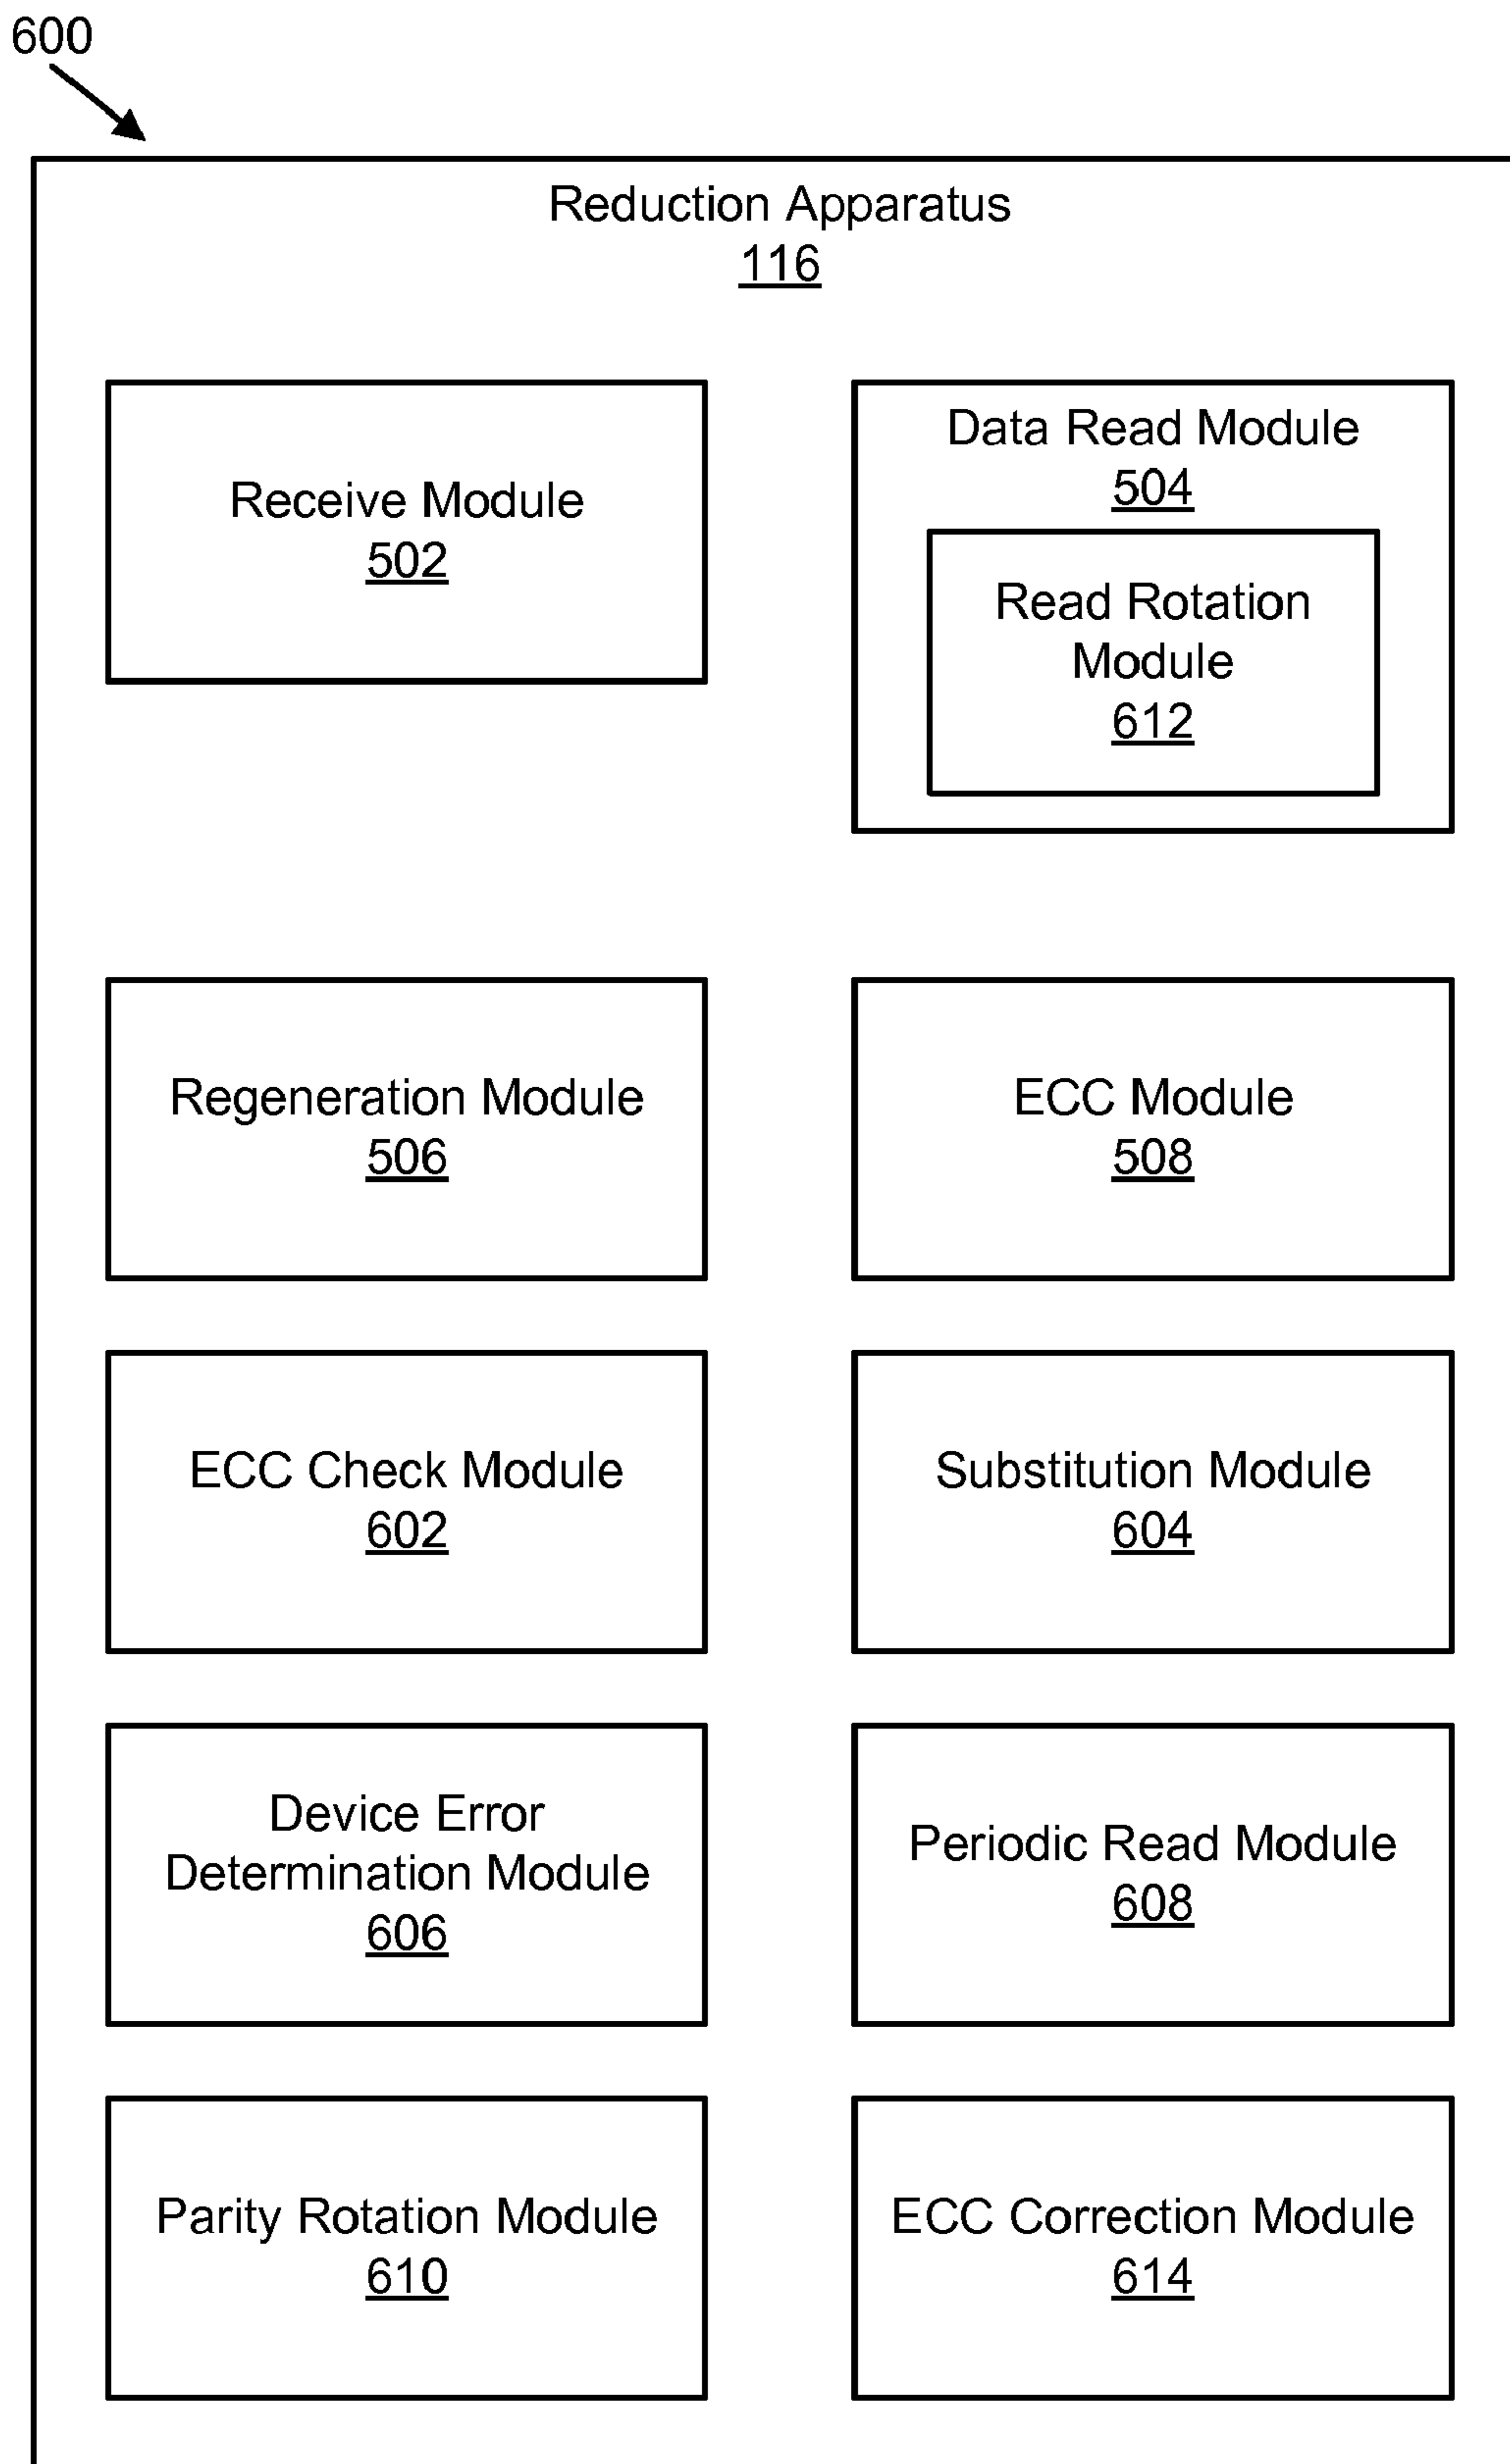 600
Reduction Apparatus
116
Receive Module
502
Data Read Module
504
Read Rotation
Module
612
Regeneration Module
506
ECC Module
508
ECC Check Module
602
Substitution Module
604
Device Error
Determination Module
606
Periodic Read Module
608
Parity Rotation Module
610
ECC Correction Module
614